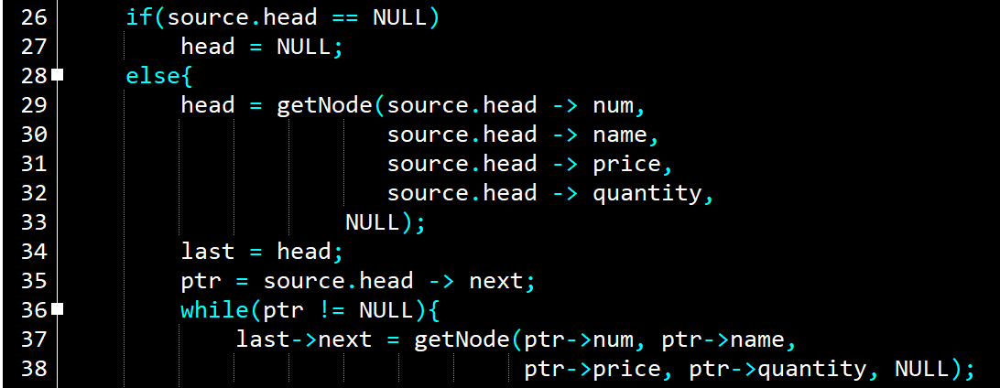 26 if(source.head == NULL)
27 head = NULL;
28 else{
29 head = getNode(source.head -> num,
30 source.head -> name,
31 source.head -> price,
32 source.head -> quantity,
33 NULL);
34 last = head;
35 ptr = source.head -> next;
36 while(ptr != NULL){
37 last->next = getNode(ptr->num, ptr->name,
38 ptr->price, ptr->quantity, NULL);